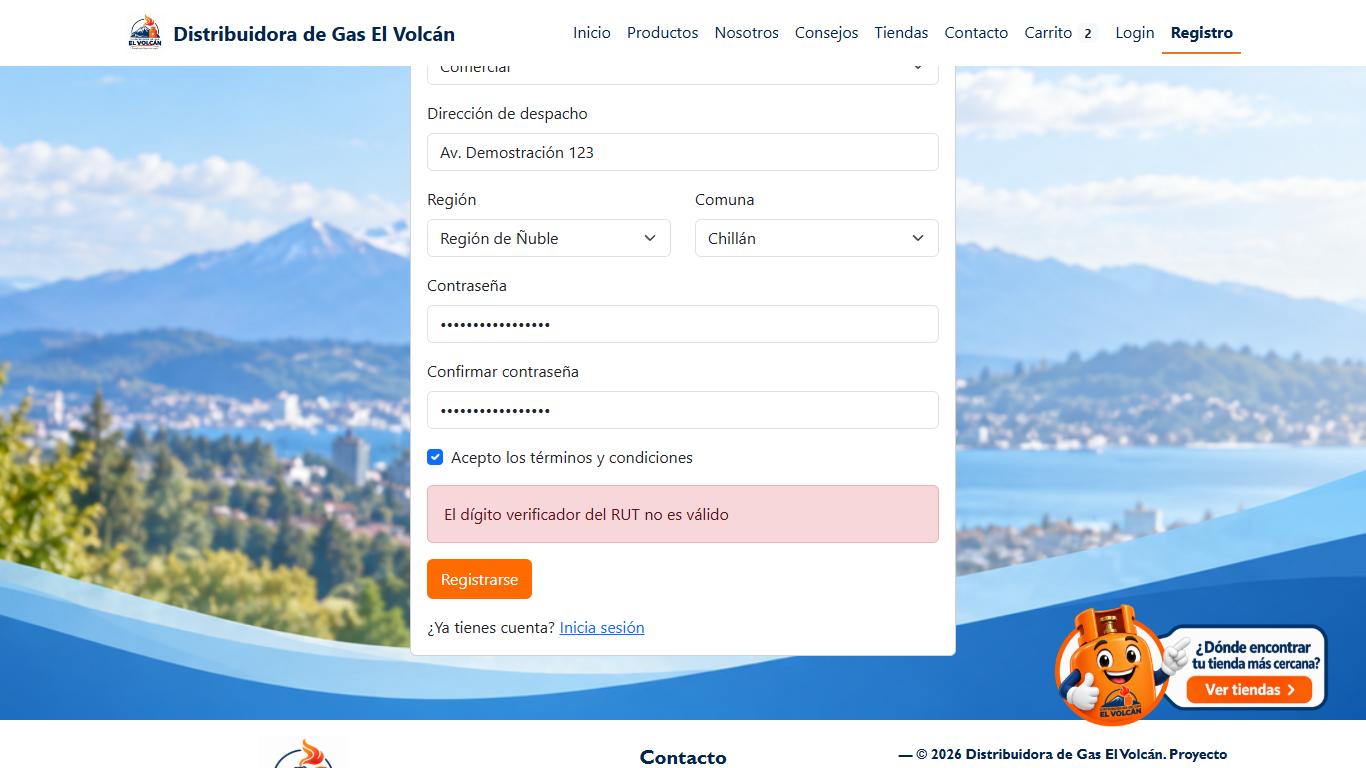 EL VOLCÁN
Distribuidora de Gas El Volcán
Inicio Productos Nosotros Consejos Tiendas Contacto Carrito 2 Login Registro
Comercial
Dirección de despacho
Av. Demostración 123
Región Comuna
Región de Ñuble Chillán
Contraseña
•••••••••••••••••
Confirmar contraseña
•••••••••••••••••
Acepto los términos y condiciones
El dígito verificador del RUT no es válido
Registrarse
¿Ya tienes cuenta? Inicia sesión
¿Dónde encontrar
tu tienda más cercana?
Ver tiendas
EL VOLCÁN
Contacto
— © 2026 Distribuidora de Gas El Volcán. Proyecto